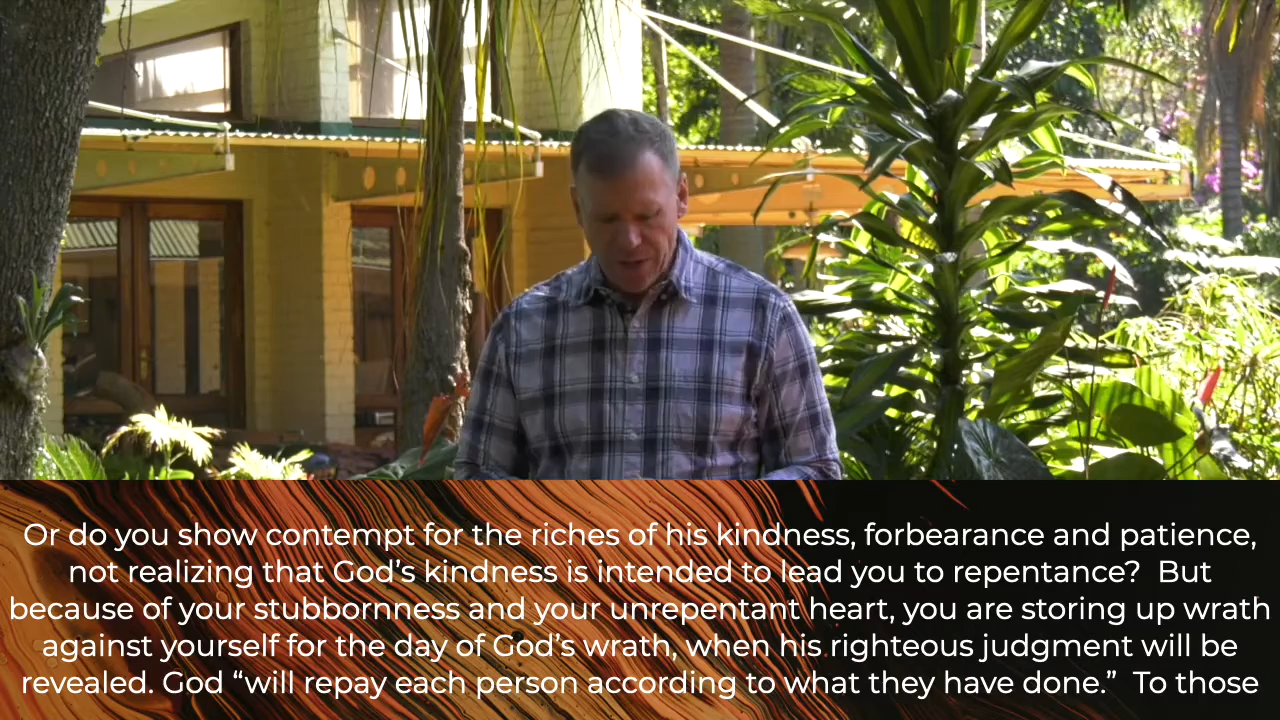 Or do you show contempt for the riches of his kindness, forbearance and patience,
not realizing that God’s kindness is intended to lead you to repentance?  But
because of your stubbornness and your unrepentant heart, you are storing up wrath
against yourself for the day of God’s wrath, when his righteous judgment will be
revealed. God “will repay each person according to what they have done.”  To those